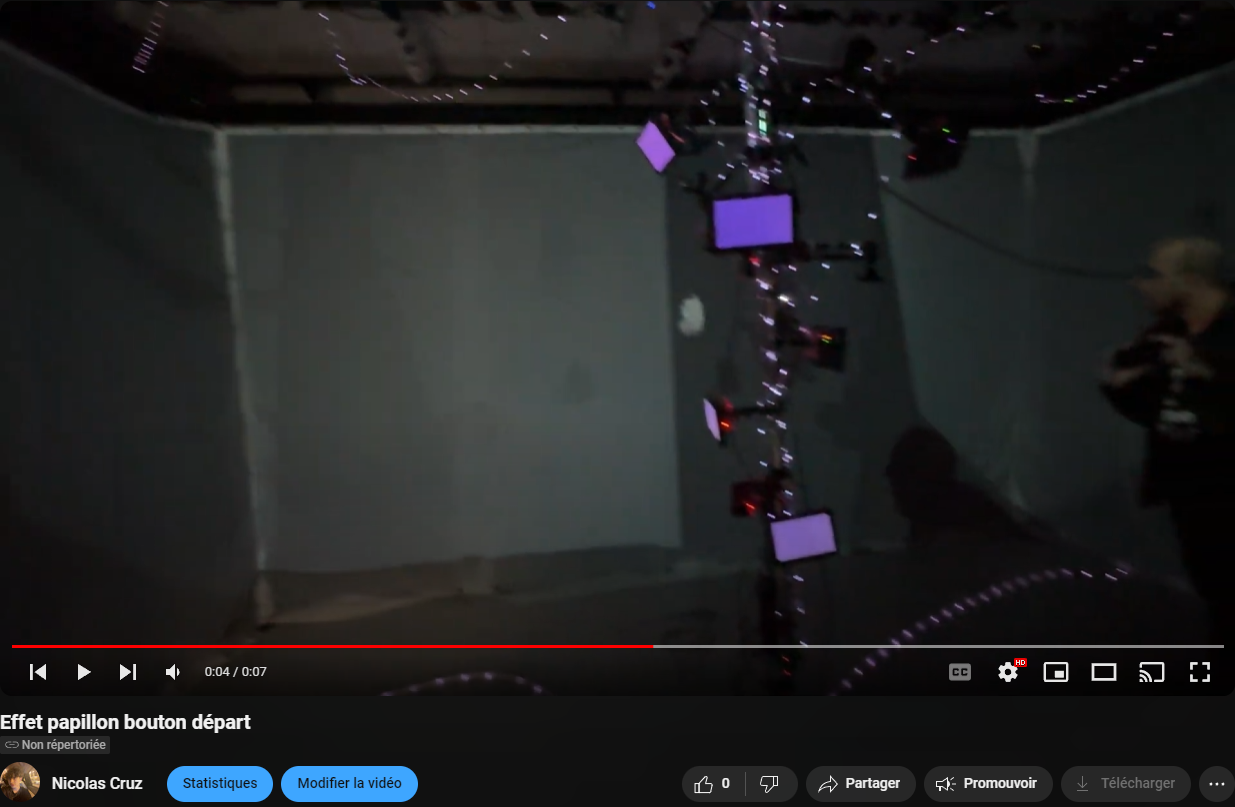 0:04 / 0:07
CC
HD
Effet papillon bouton départ
Non répertoriée
Nicolas Cruz
Statistiques
Modifier la vidéo
0
Partager
Promouvoir
Télécharger